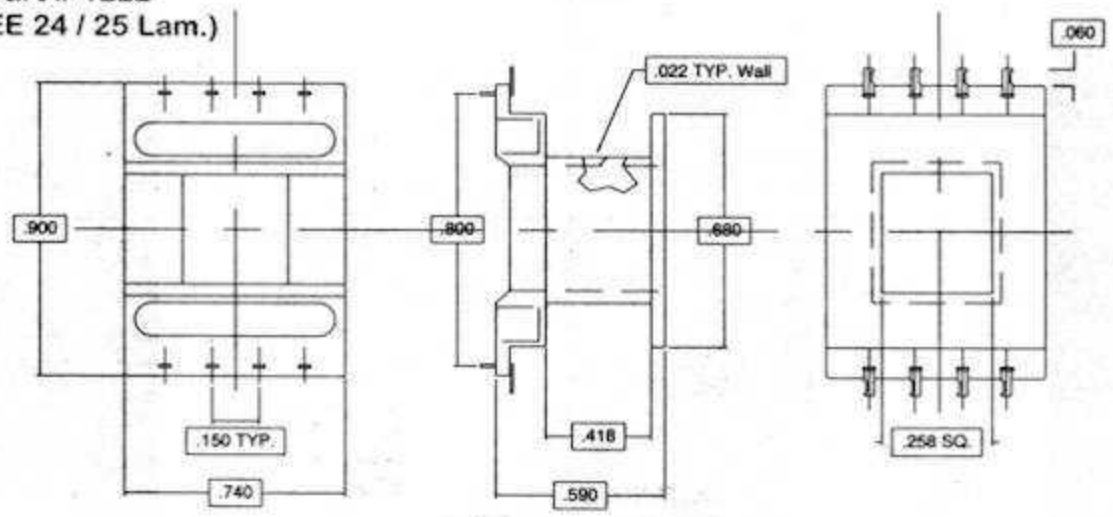 EE 24 / 25 Lam.)
.060
.022 TYP. Wall
.900
.800
.680
.150 TYP.
.418
.258 SQ.
.740
.590